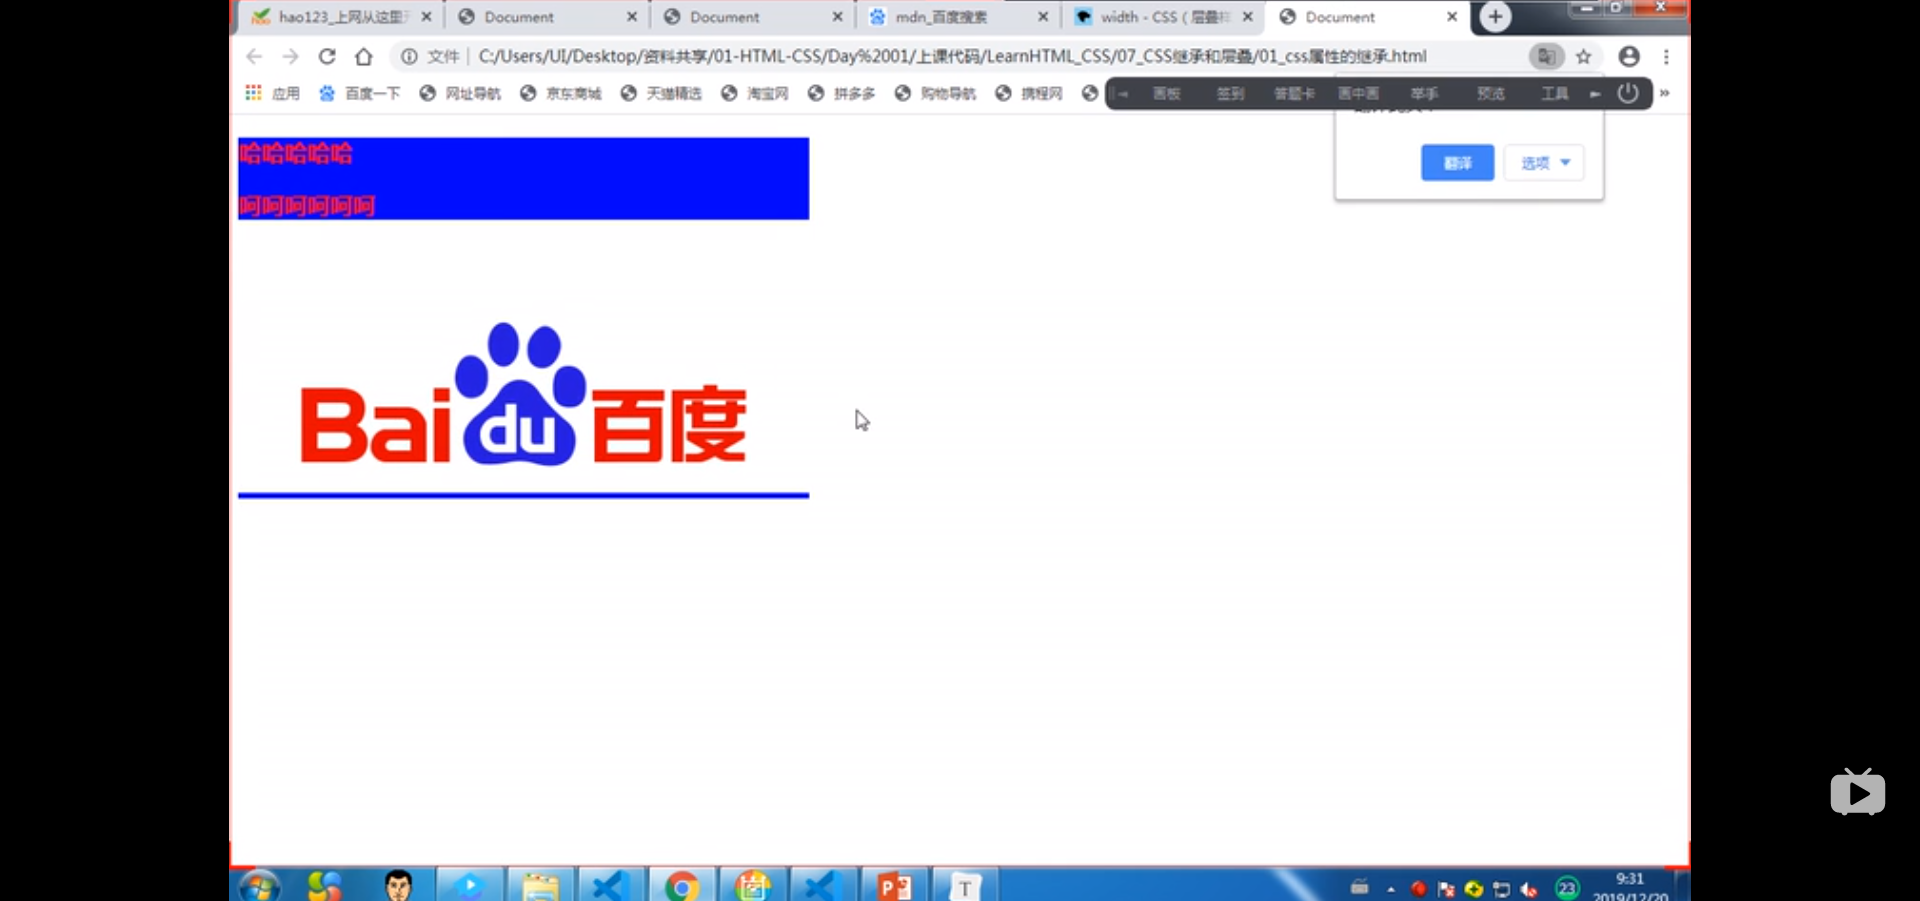 hao123_上网从这里
Document
Document
mdn_百度搜索
width - CSS（层叠样
Document
文件
C:/Users/UI/Desktop/资料共享/01-HTML-CSS/Day%2001/上课代码/LearnHTML_CSS/07_CSS继承和层叠/01_css属性的继承.html
应用
百度一下
网址导航
京东商城
天猫精选
淘宝网
拼多多
购物导航
携程网
画板
签到
答题卡
画中画
举手
预览
工具
翻译
选项
哈哈哈哈哈
呵呵呵呵呵呵
Bai du 百度
23
9:31
2019/12/20